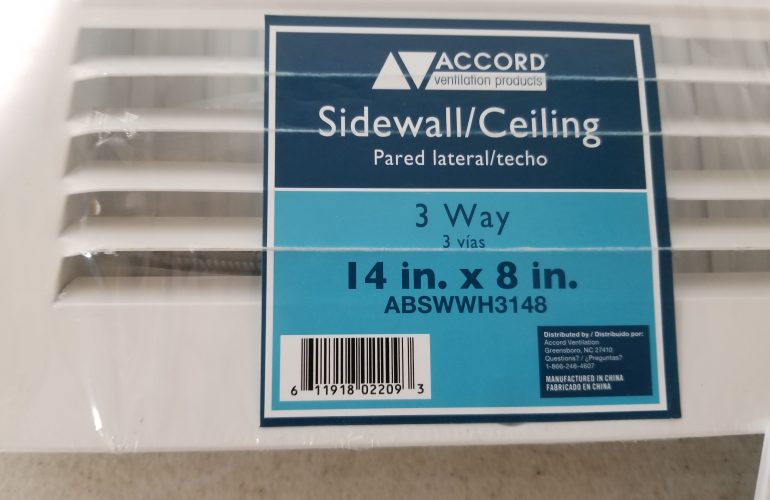 ACCORD
ventilation products
Sidewall/Ceiling
Pared lateral/techo
3 Way
3 vías
14 in. x 8 in.
ABSWWH3148
6 11918 02209 3
Distributed by / Distribuido por:
Accord Ventilation
Greensboro, NC 27410
Questions? / ¿Preguntas?
1-866-246-4607
MANUFACTURED IN CHINA
FABRICADO EN CHINA